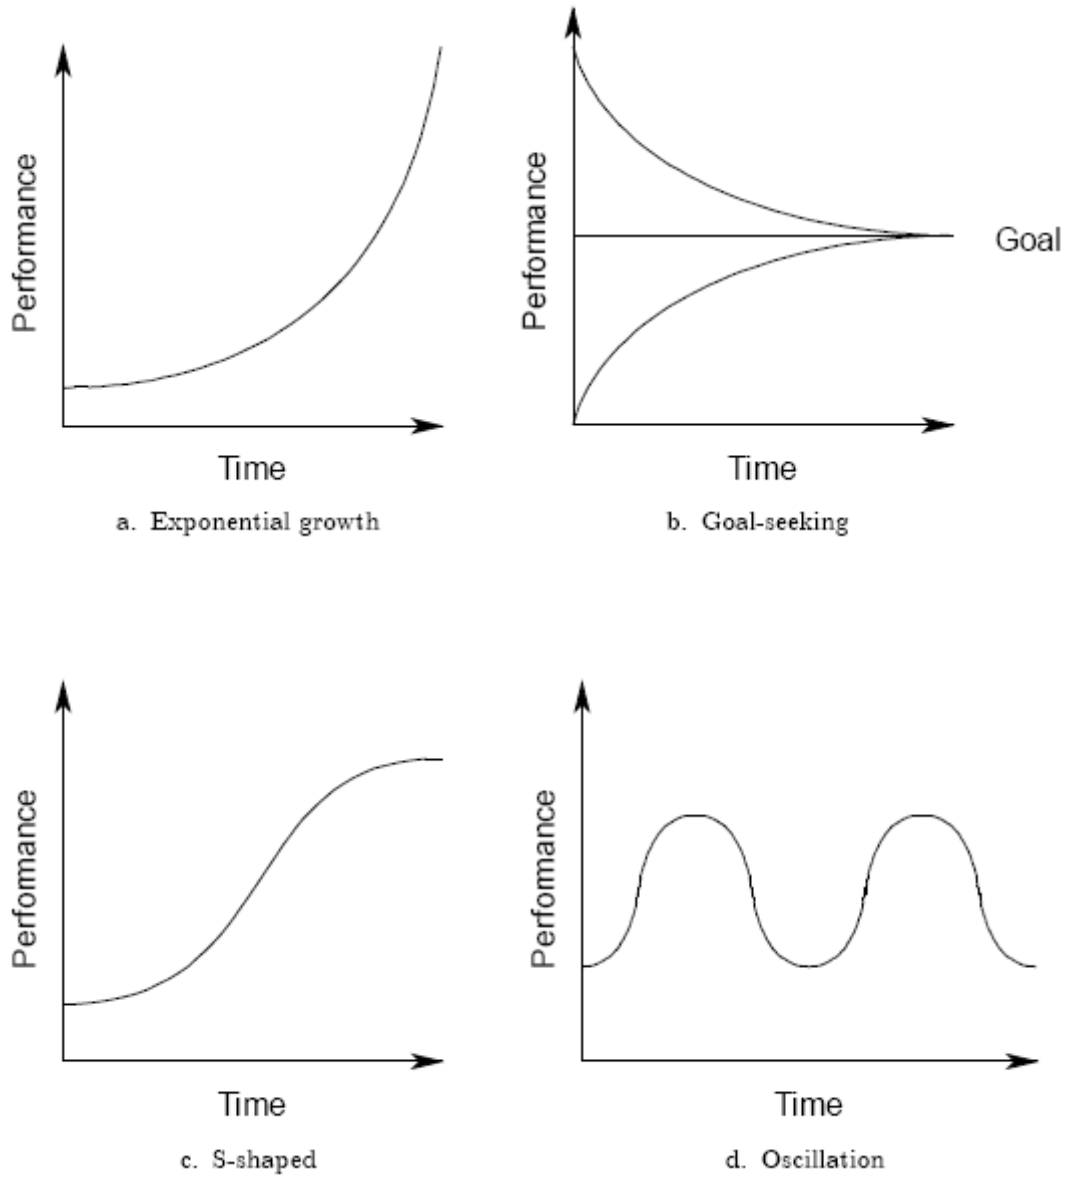 Performance
Time
a. Exponential growth
Performance
Goal
Time
b. Goal-seeking
Performance
Time
c. S-shaped
Performance
Time
d. Oscillation